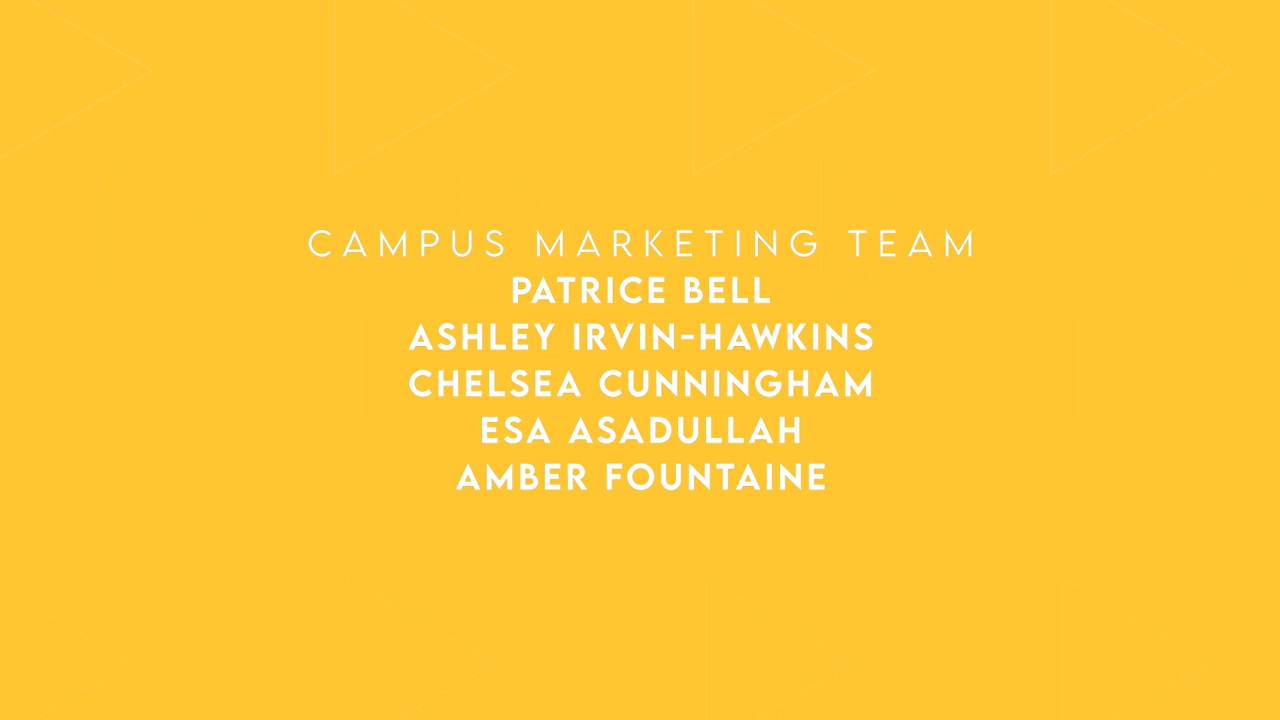 CAMPUS MARKETING TEAM
PATRICE BELL
ASHLEY IRVIN-HAWKINS
CHELSEA CUNNINGHAM
ESA ASADULLAH
AMBER FOUNTAINE